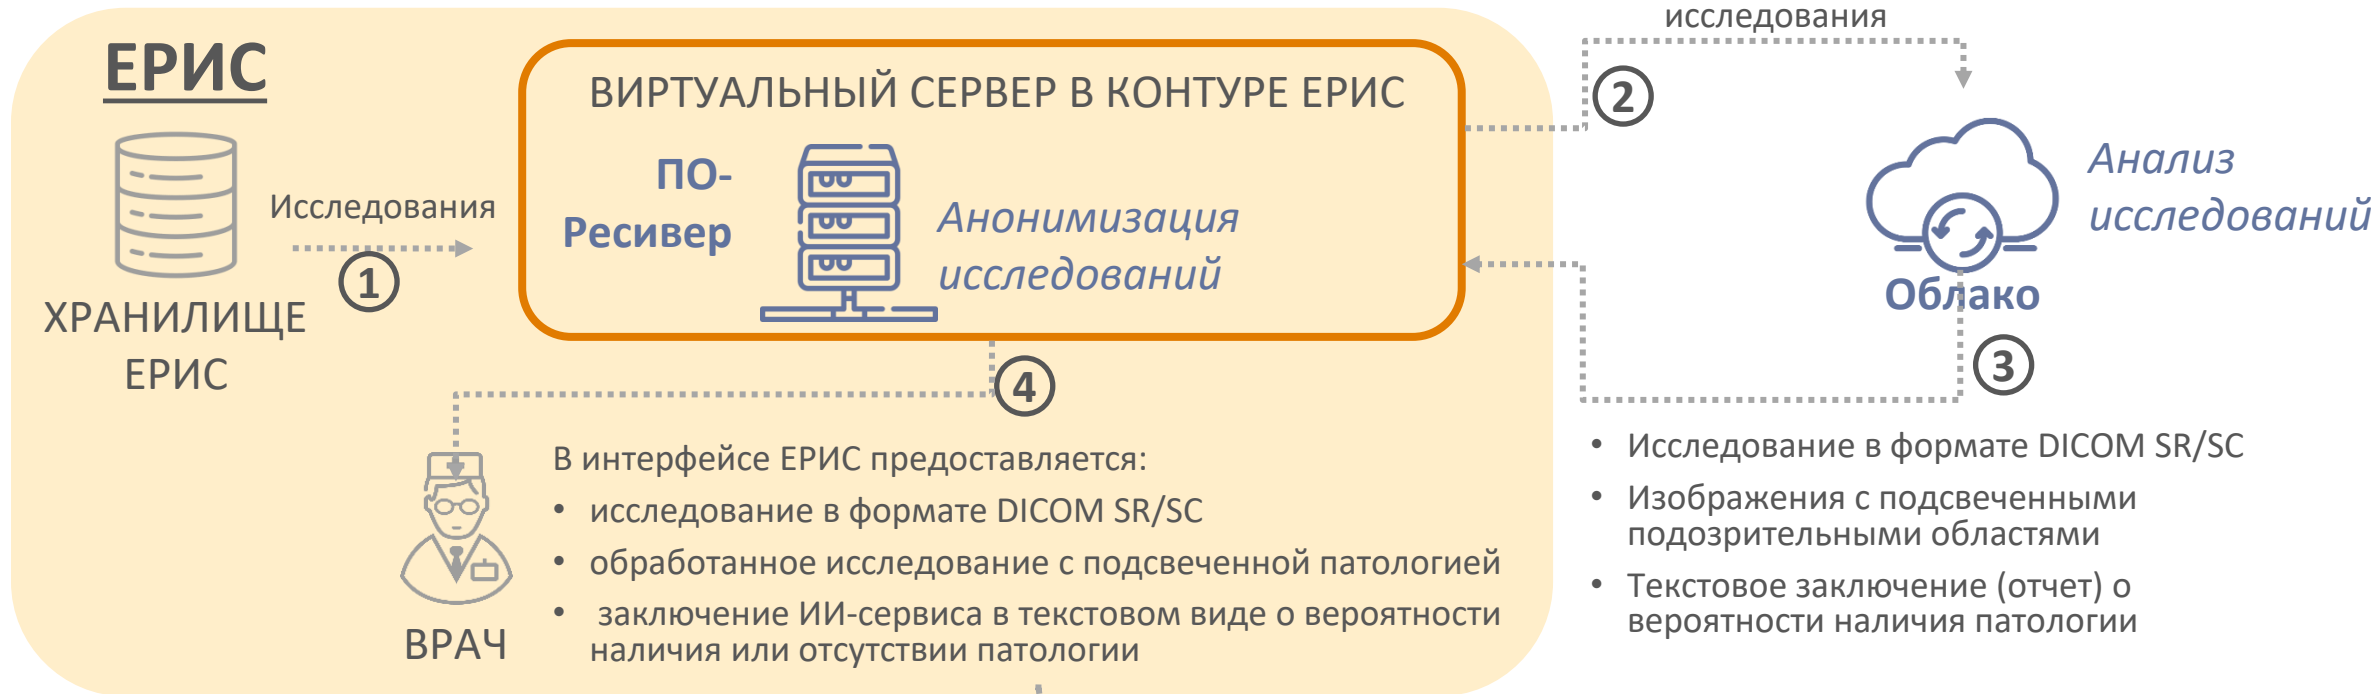 исследования
ЕРИС
ВИРТУАЛЬНЫЙ СЕРВЕР В КОНТУРЕ ЕРИС
2
ПО-
Ресивер
Анонимизация
исследований
Анализ
исследований
Исследования
1
Облако
ХРАНИЛИЩЕ
ЕРИС
3
4
В интерфейсе ЕРИС предоставляется:
• исследование в формате DICOM SR/SC
• обработанное исследование с подсвеченной патологией
• заключение ИИ-сервиса в текстовом виде о вероятности
наличия или отсутствии патологии
ВРАЧ
• Исследование в формате DICOM SR/SC
• Изображения с подсвеченными
подозрительными областями
• Текстовое заключение (отчет) о
вероятности наличия патологии